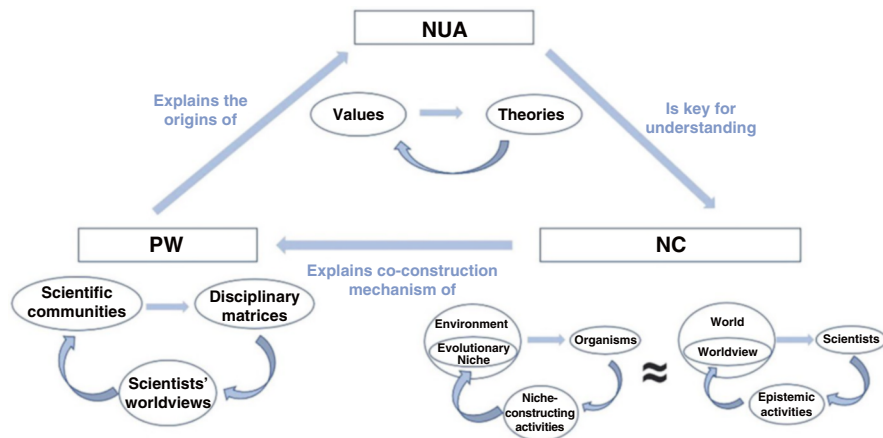 NUA
Explains the
origins of
Values
Theories
Is key for
understanding
PW
NC
Explains co-construction
mechanism of
Scientific
communities
Disciplinary
matrices
Scientists'
worldviews
Environment
Evolutionary
Niche
Organisms
Niche-
constructing
activities
≈
World
Worldview
Scientists
Epistemic
activities